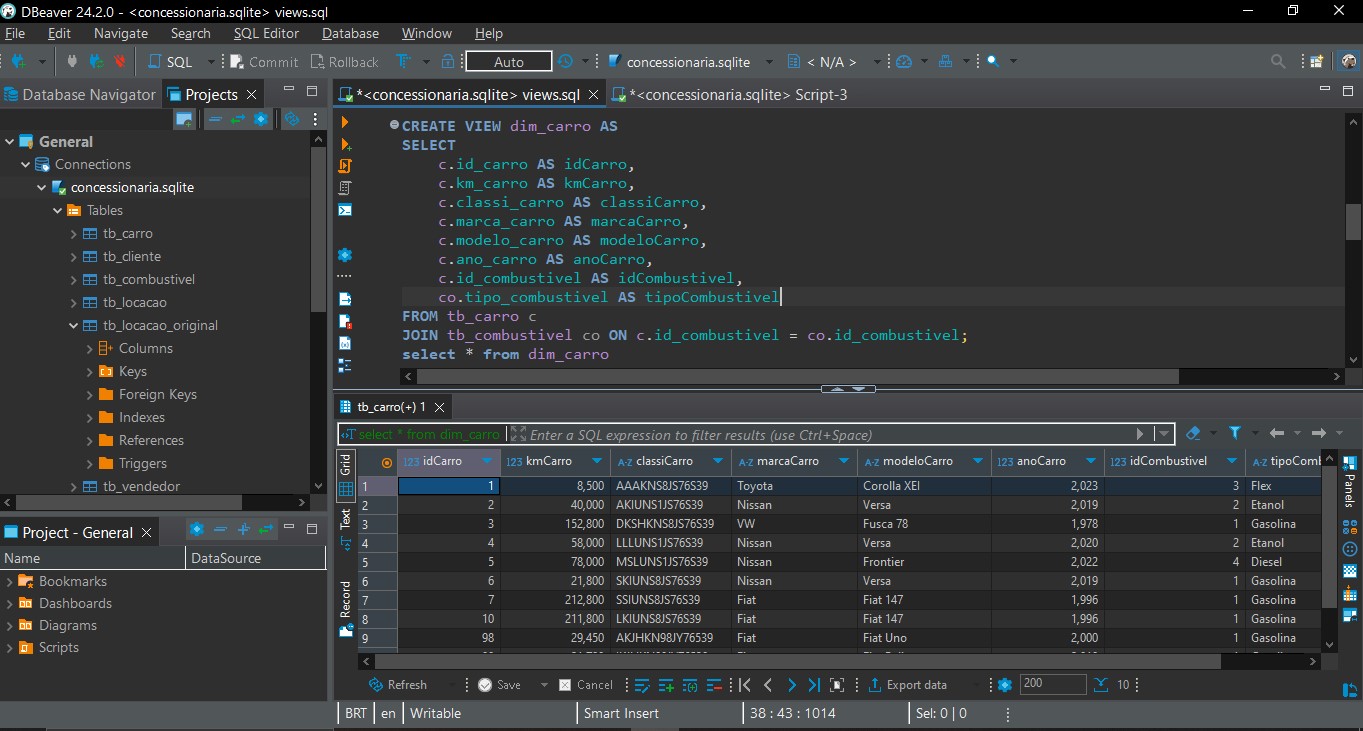 DBeaver 24.2.0 - <concessionaria.sqlite> views.sql
File Edit Navigate Search SQL Editor Database Window Help
SQL Commit Rollback Auto concessionaria.sqlite < N/A >
Database Navigator Projects
*<concessionaria.sqlite> views.sql *<concessionaria.sqlite> Script-3
General
Connections
concessionaria.sqlite
Tables
tb_carro
tb_cliente
tb_combustivel
tb_locacao
tb_locacao_original
Columns
Keys
Foreign Keys
Indexes
References
Triggers
tb_vendedor
CREATE VIEW dim_carro AS
SELECT
c.id_carro AS idCarro,
c.km_carro AS kmCarro,
c.classi_carro AS classiCarro,
c.marca_carro AS marcaCarro,
c.modelo_carro AS modeloCarro,
c.ano_carro AS anoCarro,
c.id_combustivel AS idCombustivel,
co.tipo_combustivel AS tipoCombustivel
FROM tb_carro c
JOIN tb_combustivel co ON c.id_combustivel = co.id_combustivel;
select * from dim_carro
Project - General
Name DataSource
Bookmarks
Dashboards
Diagrams
Scripts
tb_carro(+) 1
select * from dim_carro Enter a SQL expression to filter results (use Ctrl+Space)
Grid
Text
Record
123 idCarro 123 kmCarro A-Z classiCarro A-Z marcaCarro A-Z modeloCarro 123 anoCarro 123 idCombustivel A-Z tipoComb
1 1 8,500 AAAKNS8JS76S39 Toyota Corolla XEI 2,023 3 Flex
2 2 40,000 AKIUNS1JS76S39 Nissan Versa 2,019 2 Etanol
3 3 152,800 DKSHKNS8JS76S39 VW Fusca 78 1,978 1 Gasolina
4 4 58,000 LLLUNS1JS76S39 Nissan Versa 2,020 2 Etanol
5 5 78,000 MSLUNS1JS76S39 Nissan Frontier 2,022 4 Diesel
6 6 21,800 SKIUNS8JS76S39 Nissan Versa 2,019 1 Gasolina
7 7 212,800 SSIUNS8JS76S39 Fiat Fiat 147 1,996 1 Gasolina
8 10 211,800 LKIUNS8JS76S39 Fiat Fiat 147 1,996 1 Gasolina
9 98 29,450 AKJHKN98JY76539 Fiat Fiat Uno 2,000 1 Gasolina
Panels
Refresh Save Cancel Export data 200 10
BRT en Writable Smart Insert 38 : 43 : 1014 Sel: 0 | 0